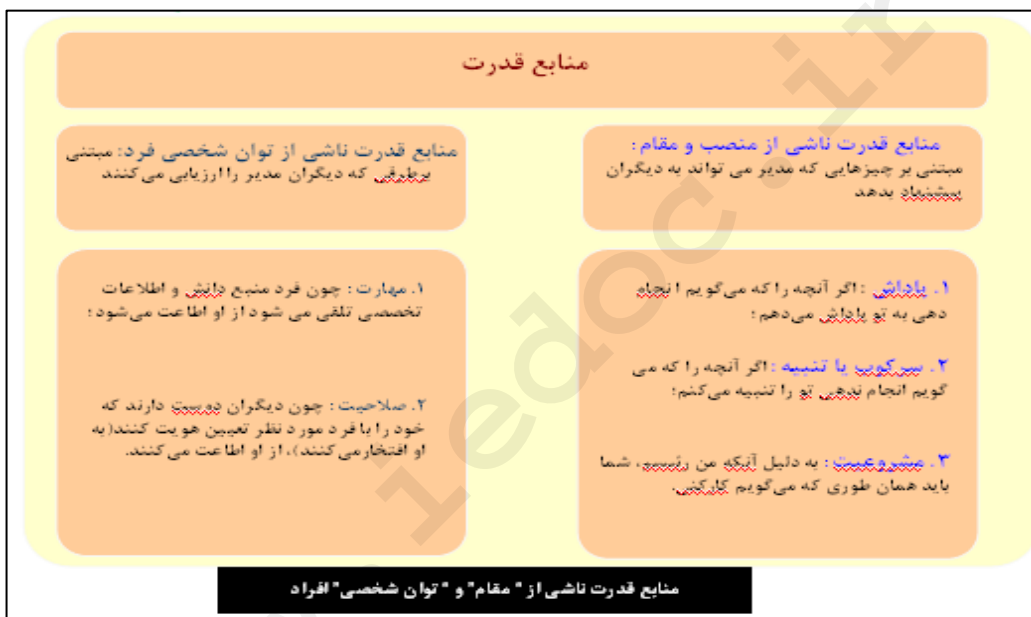 منابع قدرت
منابع قدرت ناشی از منصب و مقام :
مبتنی بر چیزهایی که مدیر می تواند به دیگران
پیشنهاد بدهد
منابع قدرت ناشی از توان شخصی فرد: مبتنی
برطرقی که دیگران مدیر را ارزیابی می‌کنند
۱. پاداش : اگر آنچه را که می‌گویم انجام
دهی به تو پاداش می‌دهم؛
۲. سرکوب یا تنبیه : اگر آنچه را که می
گویم انجام ندهی تو را تنبیه می‌کنم؛
۳. مشروعیت : به دلیل آنکه من رئیسم، شما
باید همان طوری که می‌گویم کارکنی.
۱. مهارت : چون فرد منبع دانش و اطلاعات
تخصصی تلقی می شود از او اطاعت می‌شود ؛
۲. صلاحیت : چون دیگران دوست دارند که
خود را با فرد مورد نظر تعیین هویت کنند(به
او افتخارمی‌کنند)، از او اطاعت می‌کنند.
منابع قدرت ناشی از " مقام" و " توان شخصی" افراد
iedoc.ir